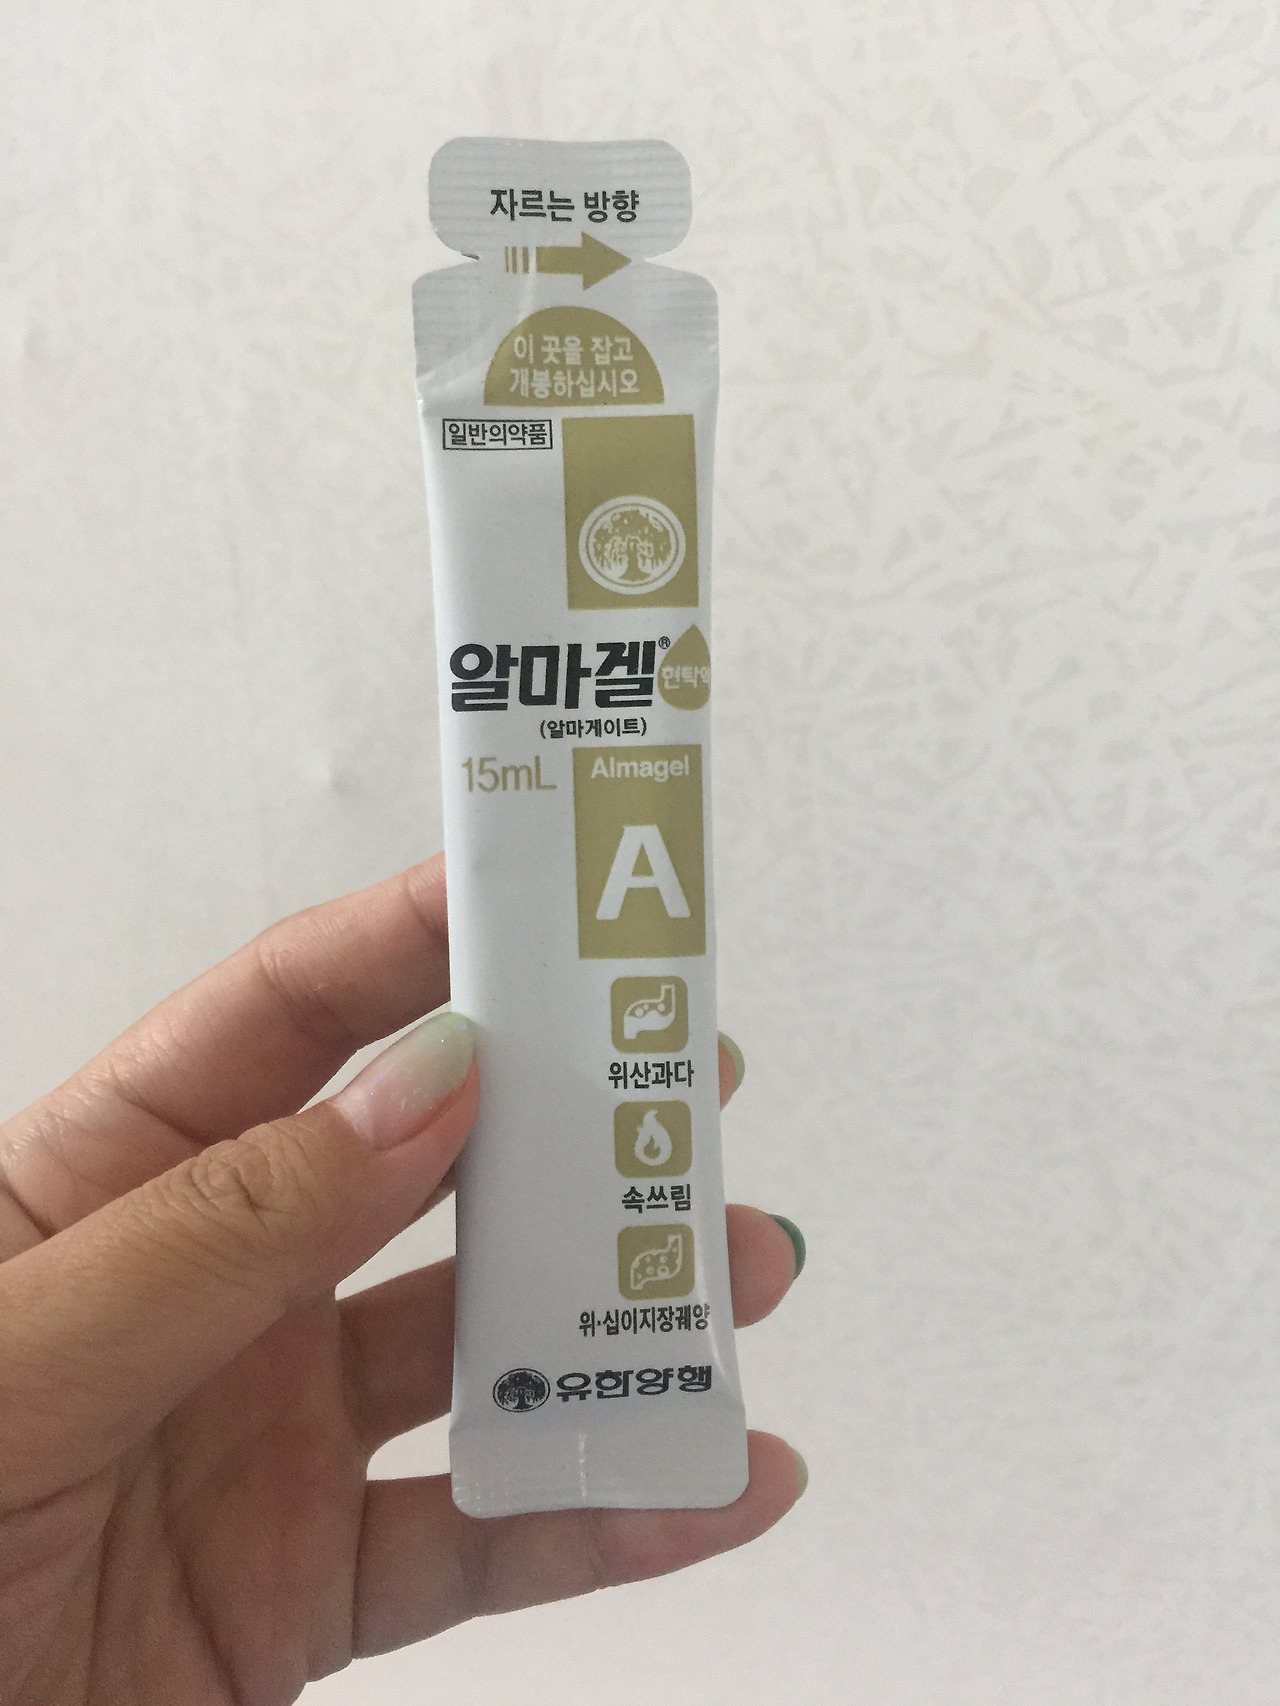 자르는 방향
이 곳을 잡고
개봉하십시오
일반의약품
알마겔®
현탁액
(알마게이트)
15mL
Almagel
A
위산과다
속쓰림
위·십이지장궤양
유한양행